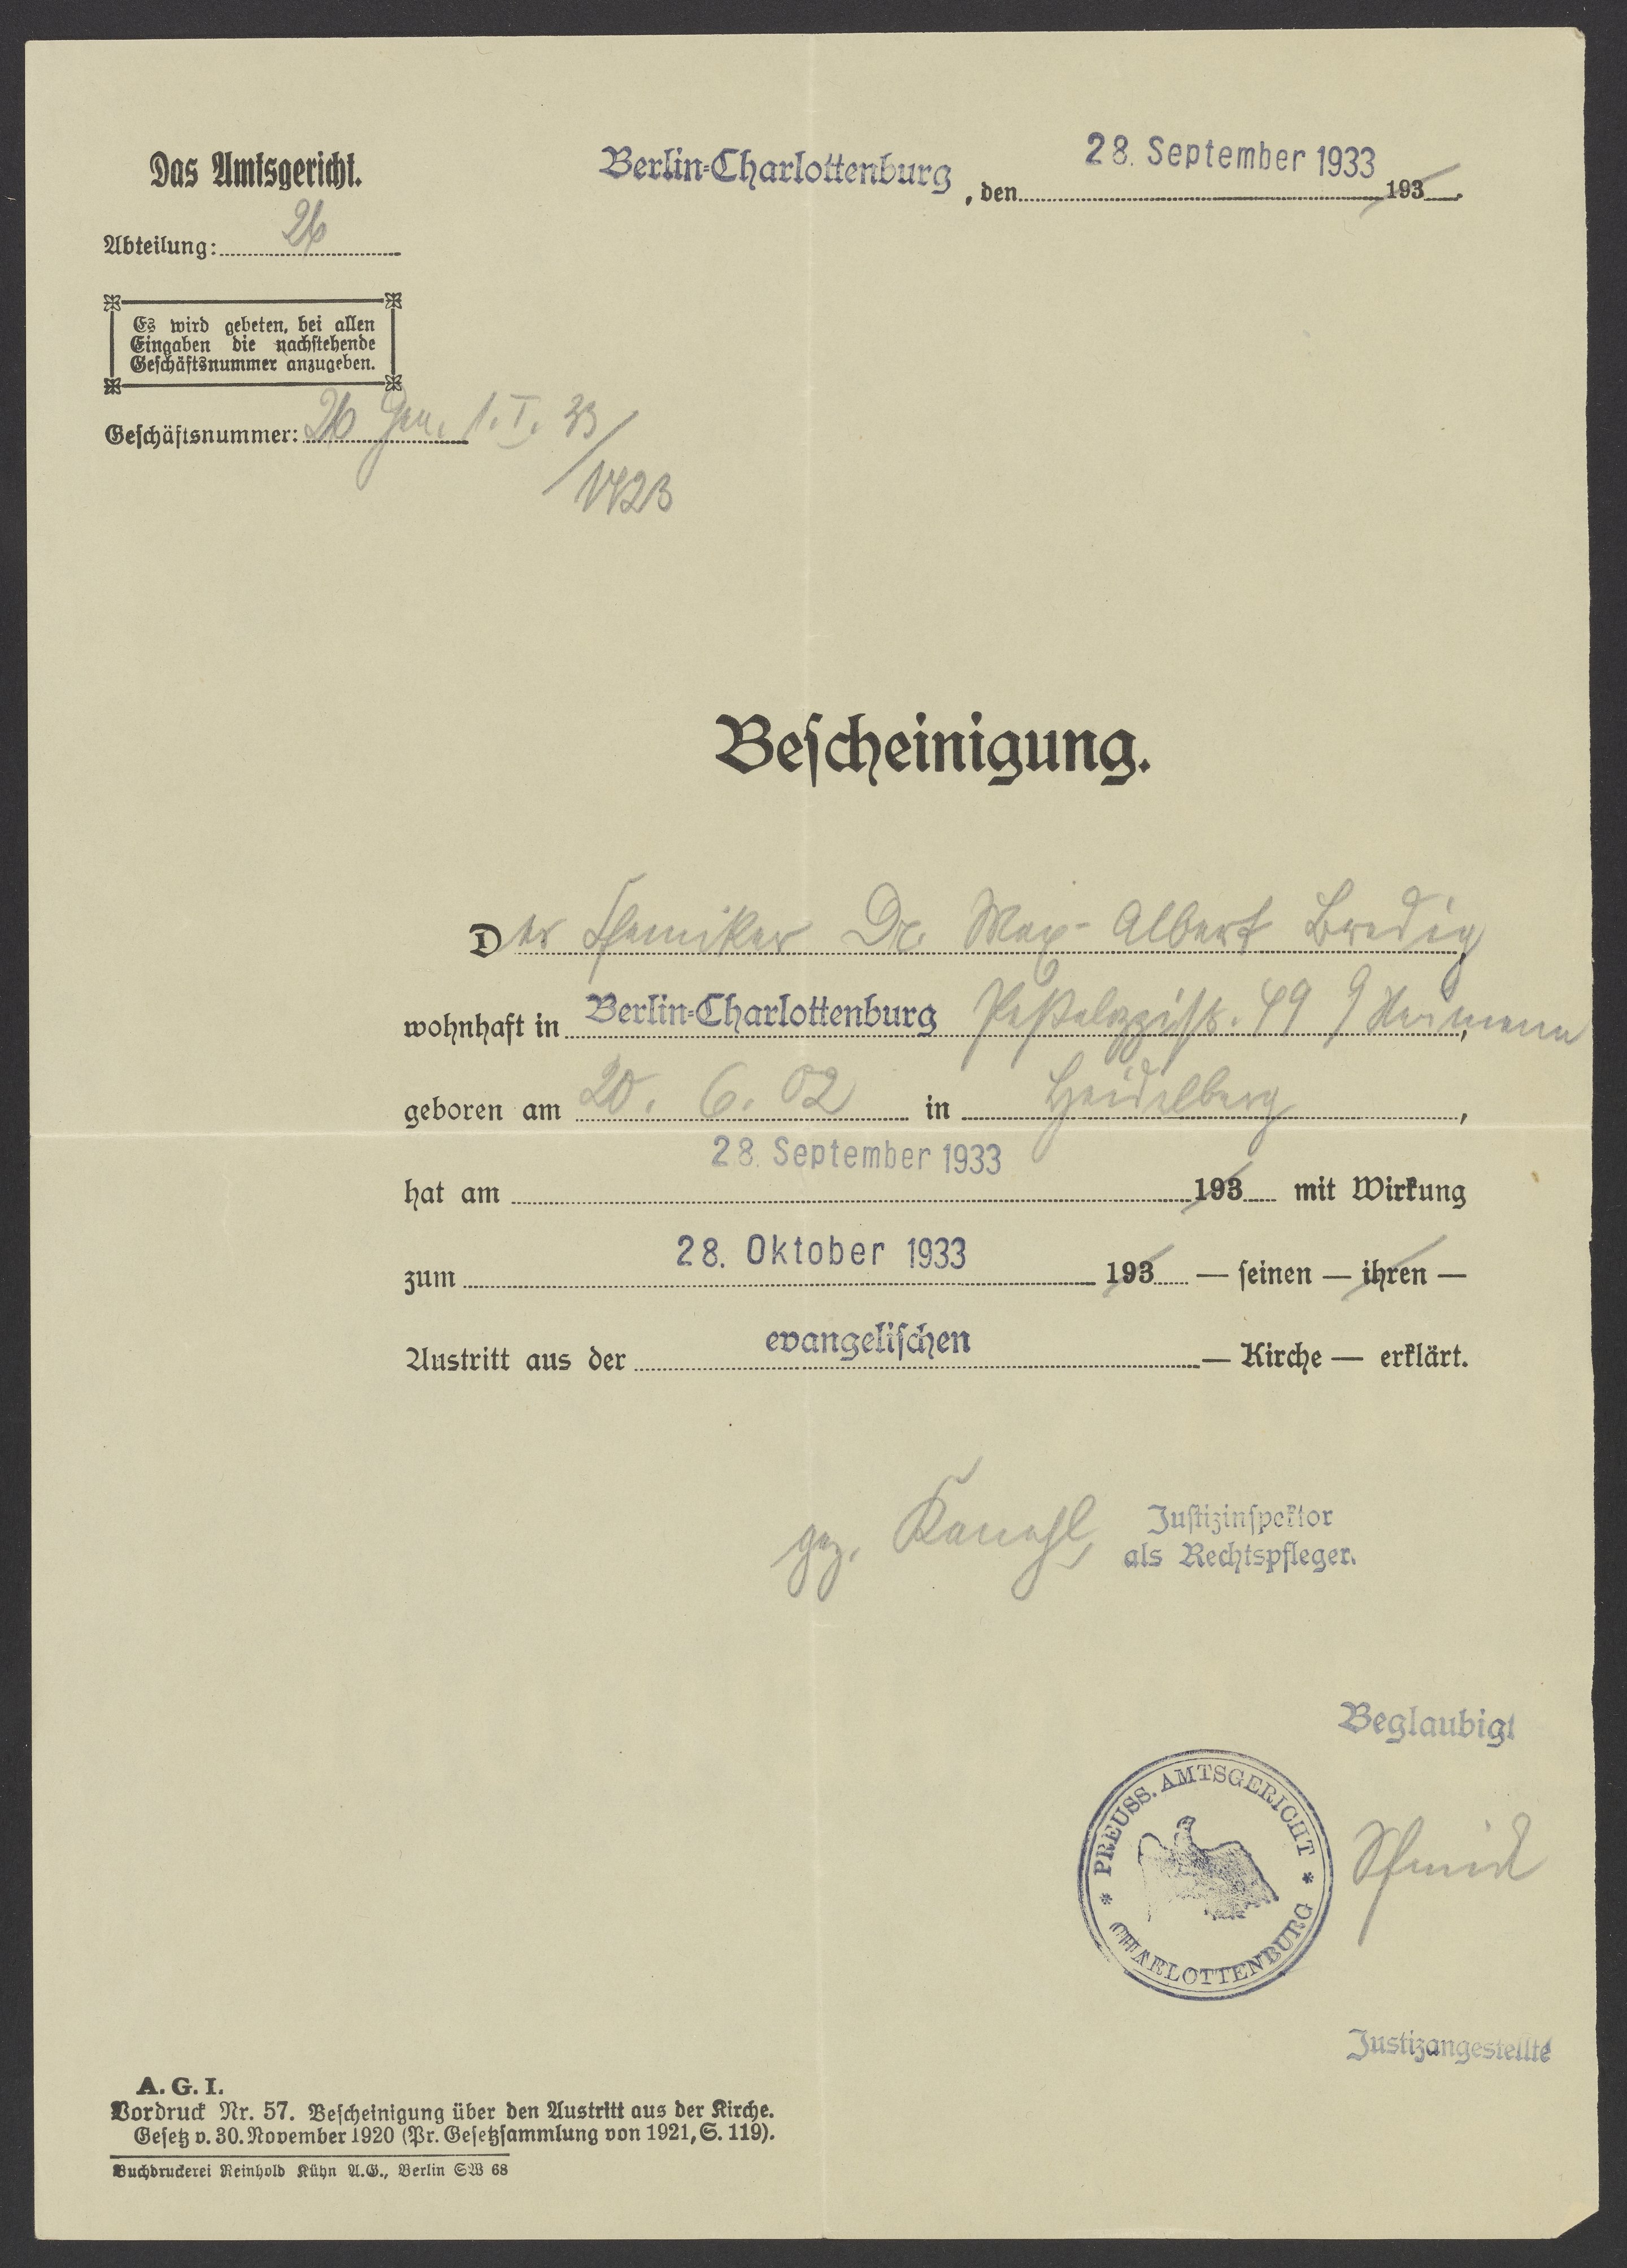 Das Amtsgericht.
Berlin-Charlottenburg, den 28. September 1933 193
Abteilung: 26
Es wird gebeten, bei allen
Eingaben die nachstehende
Geschäftsnummer anzugeben.
Geschäftsnummer: 26 Gen. 1. I. 33/
1423
Bescheinigung.
Der Chemiker Dr. Max-Albert Bredig,
wohnhaft in Berlin-Charlottenburg Pestalozzistr. 49
geboren am 20. 6. 02 in Heidelberg,
28. September 1933
hat am 193 mit Wirkung
zum 28. Oktober 1933 193 — seinen — ihren —
Austritt aus der evangelischen — Kirche — erklärt.
gez. Justizinspektor
als Rechtspfleger.
Beglaubigt
PREUSS. AMTSGERICHT * CHARLOTTENBURG *
Schmidt
Justizangestellte
A. G. I.
Vordruck Nr. 57. Bescheinigung über den Austritt aus der Kirche.
Gesetz v. 30. November 1920 (Pr. Gesetzsammlung von 1921, S. 119).
Buchdruckerei Reinhold Kühn A.G., Berlin SW 68